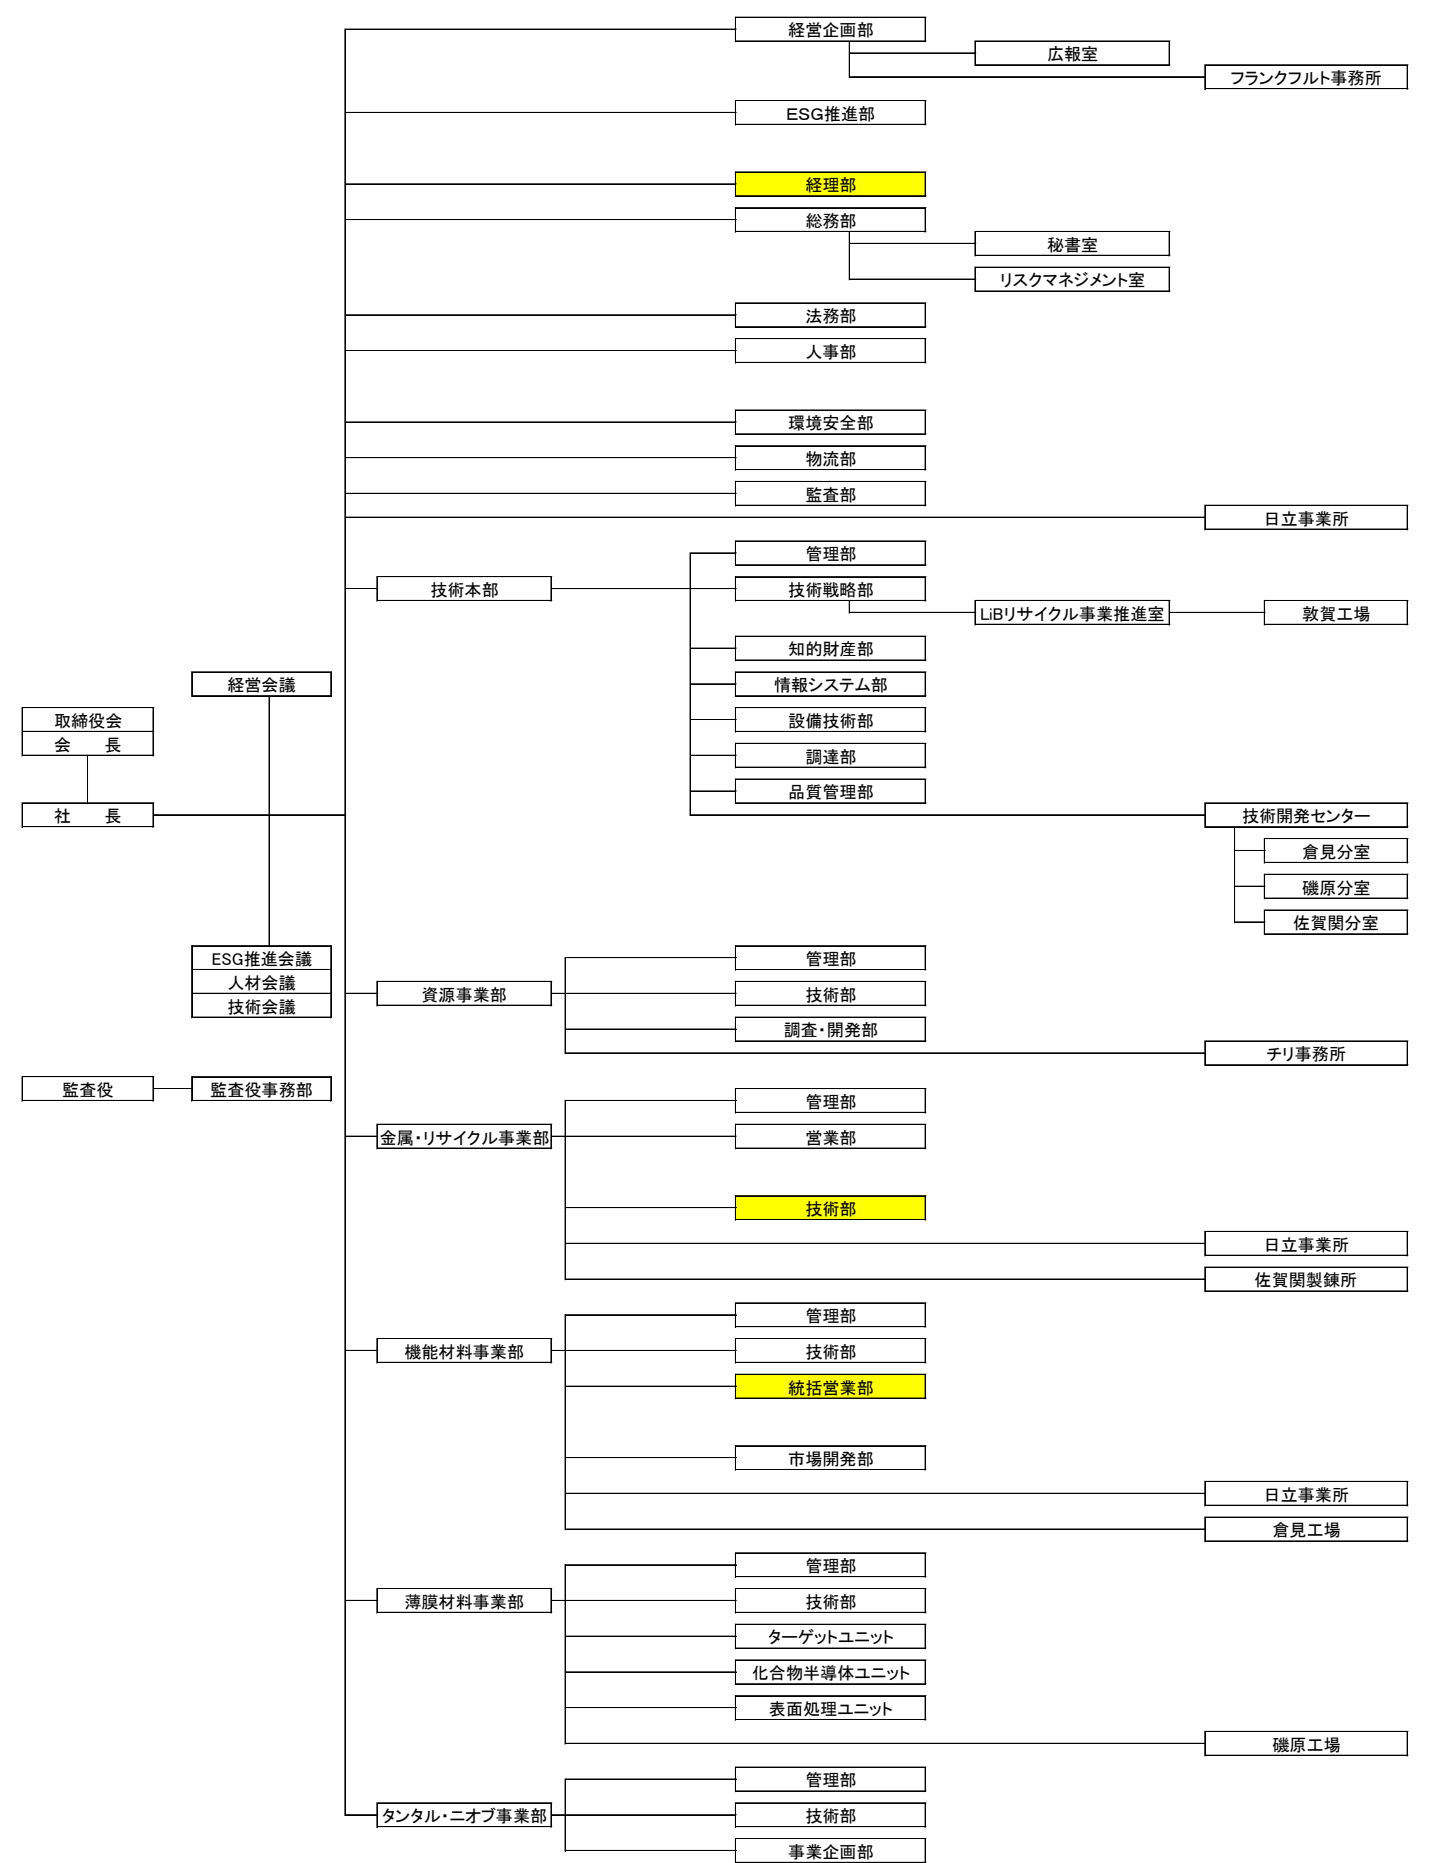 経営企画部
広報室
フランクフルト事務所
ESG推進部
経理部
総務部
秘書室
リスクマネジメント室
法務部
人事部
環境安全部
物流部
監査部
日立事業所
管理部
技術本部
技術戦略部
LiBリサイクル事業推進室
敦賀工場
知的財産部
経営会議
情報システム部
取締役会
設備技術部
会　　長
調達部
品質管理部
社　　長
技術開発センター
倉見分室
磯原分室
佐賀関分室
ESG推進会議
管理部
人材会議
資源事業部
技術部
技術会議
調査・開発部
チリ事務所
監査役
監査役事務部
管理部
金属・リサイクル事業部
営業部
技術部
日立事業所
佐賀関製錬所
管理部
機能材料事業部
技術部
統括営業部
市場開発部
日立事業所
倉見工場
管理部
薄膜材料事業部
技術部
ターゲットユニット
化合物半導体ユニット
表面処理ユニット
磯原工場
管理部
タンタル・ニオブ事業部
技術部
事業企画部